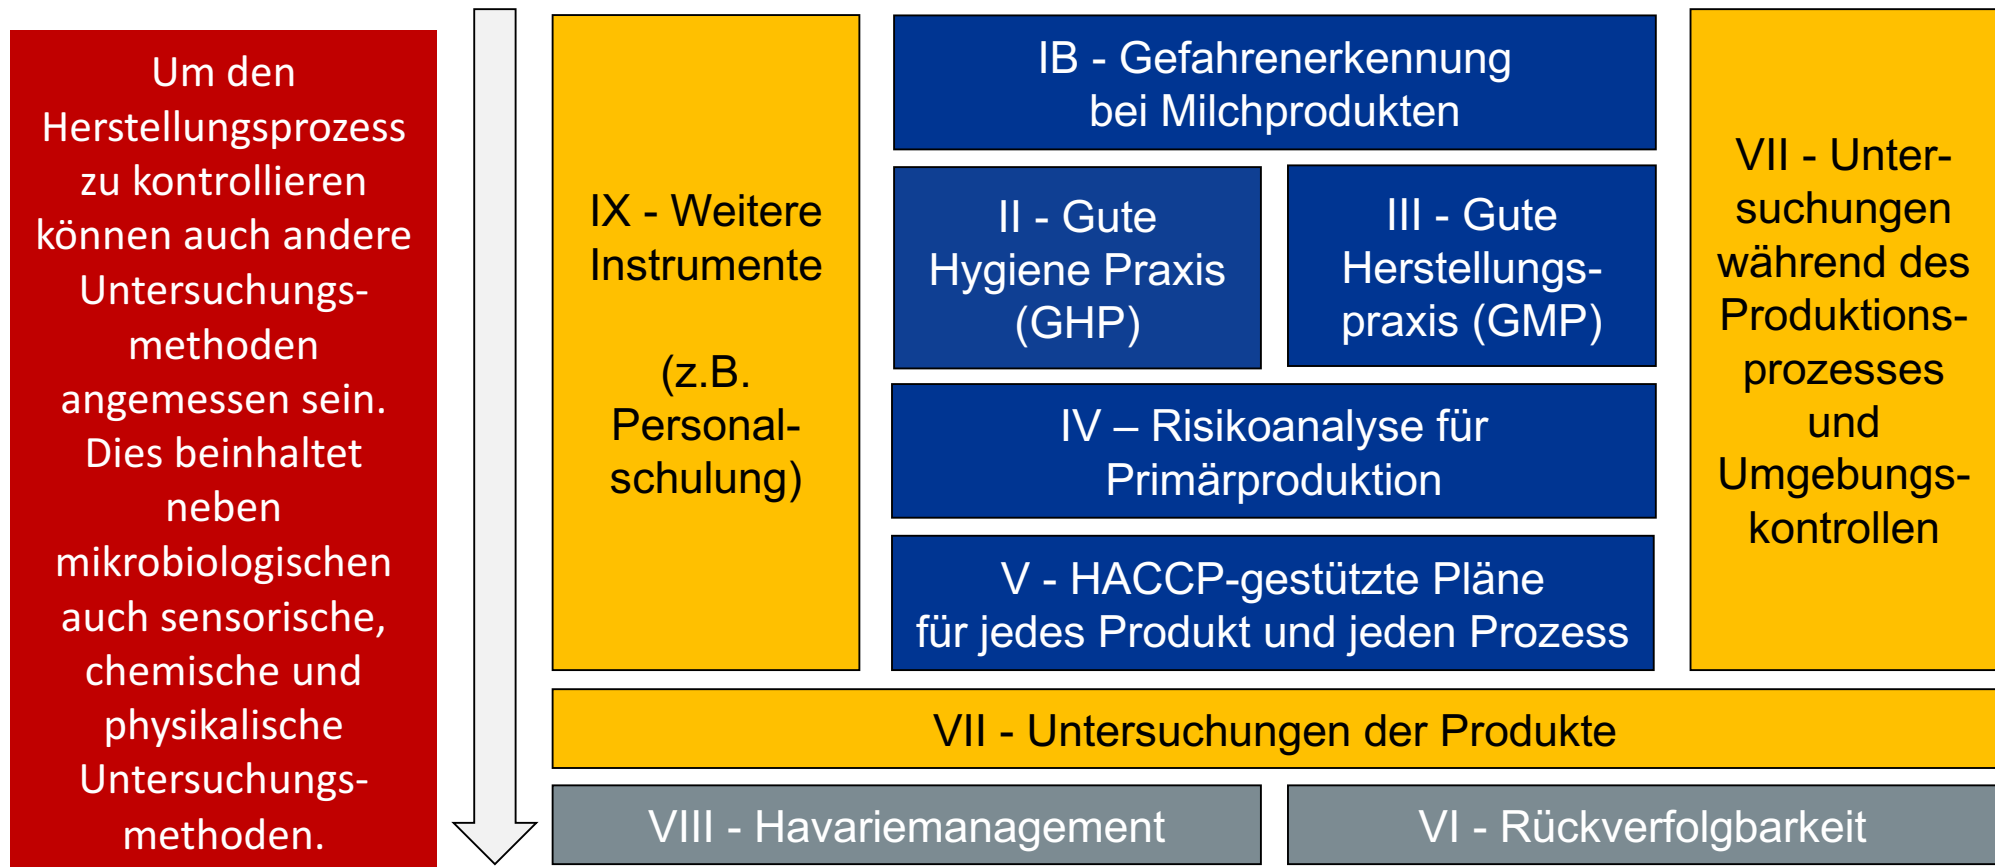 Um den
Herstellungsprozess
zu kontrollieren
können auch andere
Untersuchungs-
methoden
angemessen sein.
Dies beinhaltet
neben
mikrobiologischen
auch sensorische,
chemische und
physikalische
Untersuchungs-
methoden.
IX - Weitere
Instrumente
(z.B.
Personal-
schulung)
IB - Gefahrenerkennung
bei Milchprodukten
II - Gute
Hygiene Praxis
(GHP)
III - Gute
Herstellungs-
praxis (GMP)
IV – Risikoanalyse für
Primärproduktion
V - HACCP-gestützte Pläne
für jedes Produkt und jeden Prozess
VII - Unter-
suchungen
während des
Produktions-
prozesses
und
Umgebungs-
kontrollen
VII - Untersuchungen der Produkte
VIII - Havariemanagement
VI - Rückverfolgbarkeit